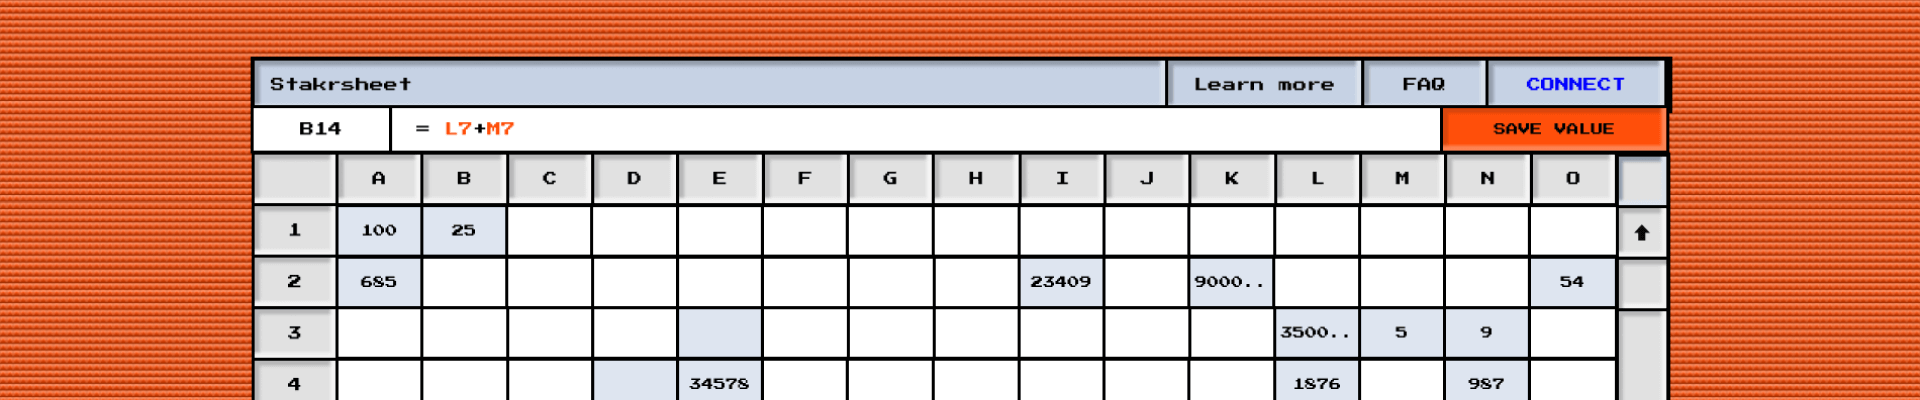 Stakrsheet Learn more FAQ CONNECT
B14 = L7+M7 SAVE VALUE
A B C D E F G H I J K L M N O
1 100 25
2 685 23409 9000.. 54
3 3500.. 5 9
4 34578 1876 987